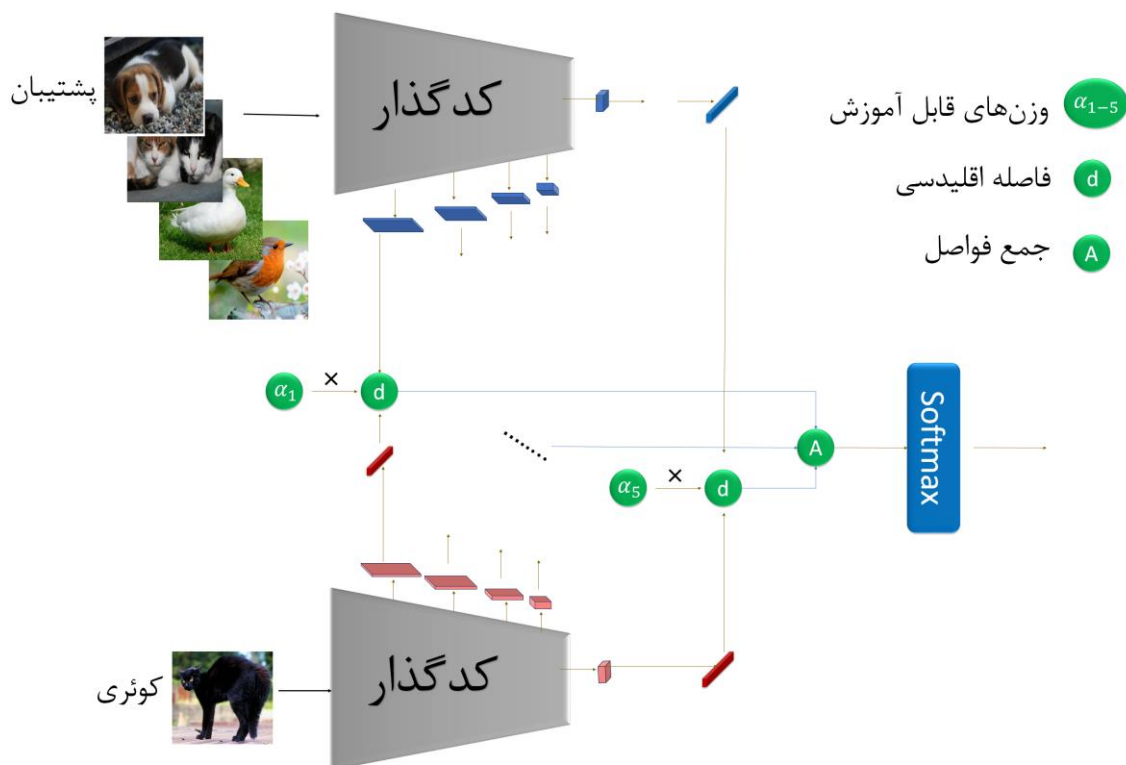 پشتیبان
کدگذار
α₁₋₅
وزن‌های قابل آموزش
d
فاصله اقلیدسی
A
جمع فواصل
α₁
×
d
α₅
×
d
A
Softmax
کوئری
کدگذار